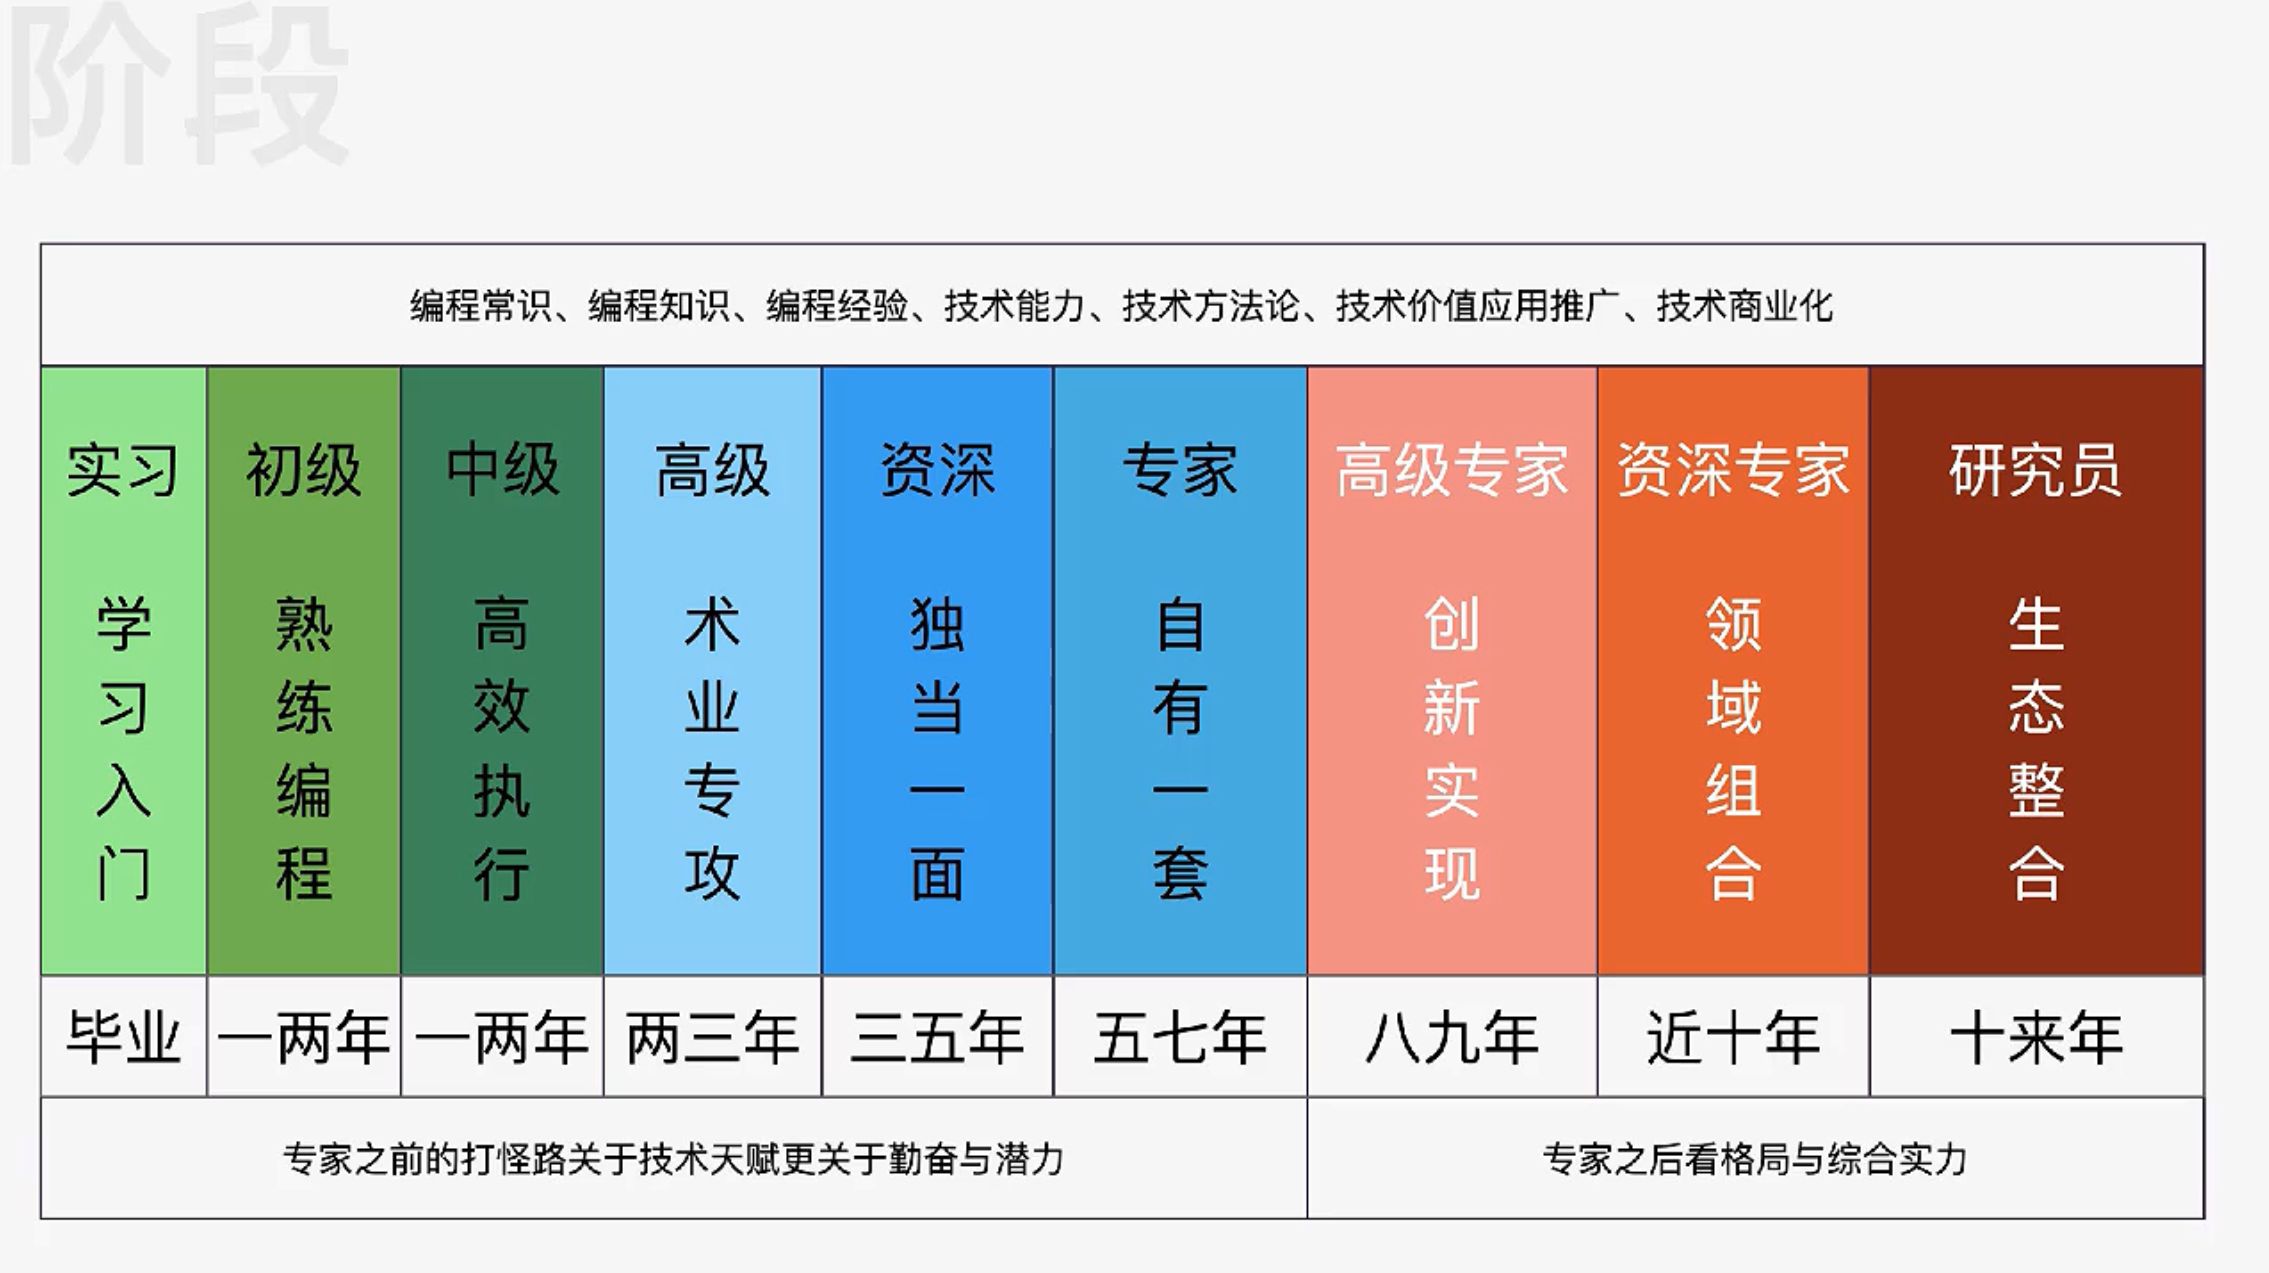 阶段
编程常识、编程知识、编程经验、技术能力、技术方法论、技术价值应用推广、技术商业化
实习 初级 中级 高级 资深 专家 高级专家 资深专家 研究员
学习入门
熟练编程
高效执行
术业专攻
独当一面
自有一套
创新实现
领域组合
生态整合
毕业 一两年 一两年 两三年 三五年 五七年 八九年 近十年 十来年
专家之前的打怪路关于技术天赋更关于勤奋与潜力
专家之后看格局与综合实力